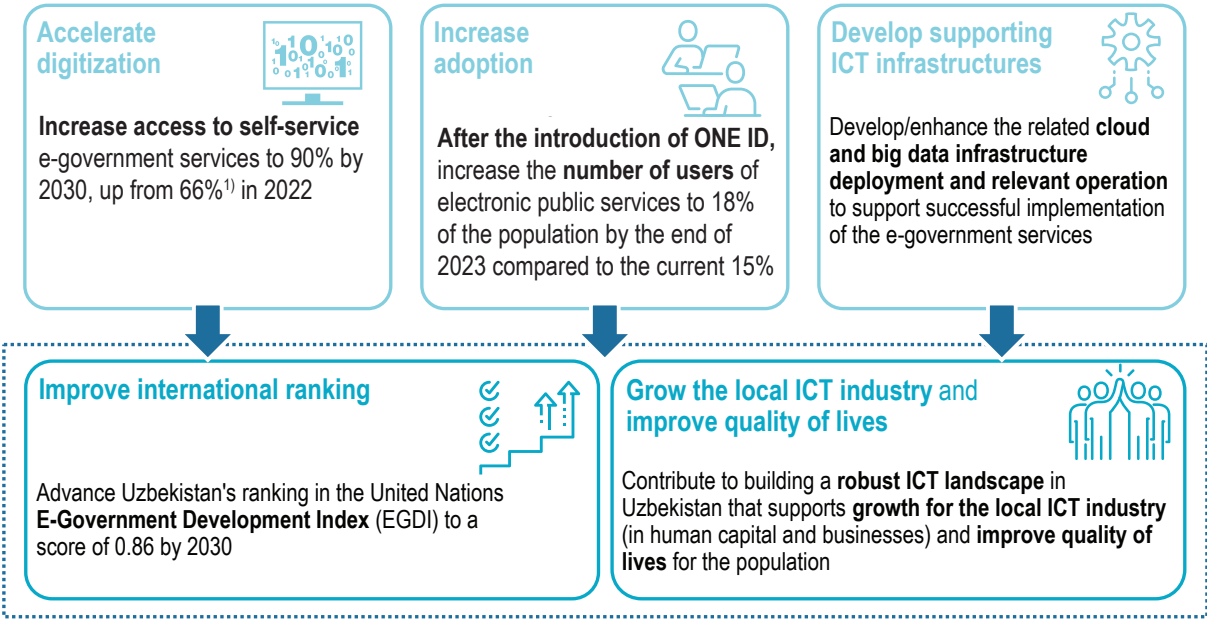 Accelerate
digitization
Increase access to self-service
e-government services to 90% by
2030, up from 66%1) in 2022
Increase
adoption
After the introduction of ONE ID,
increase the number of users of
electronic public services to 18%
of the population by the end of
2023 compared to the current 15%
Develop supporting
ICT infrastructures
Develop/enhance the related cloud
and big data infrastructure
deployment and relevant operation
to support successful implementation
of the e-government services
Improve international ranking
Advance Uzbekistan's ranking in the United Nations
E-Government Development Index (EGDI) to a
score of 0.86 by 2030
Grow the local ICT industry and
improve quality of lives
Contribute to building a robust ICT landscape in
Uzbekistan that supports growth for the local ICT industry
(in human capital and businesses) and improve quality of
lives for the population